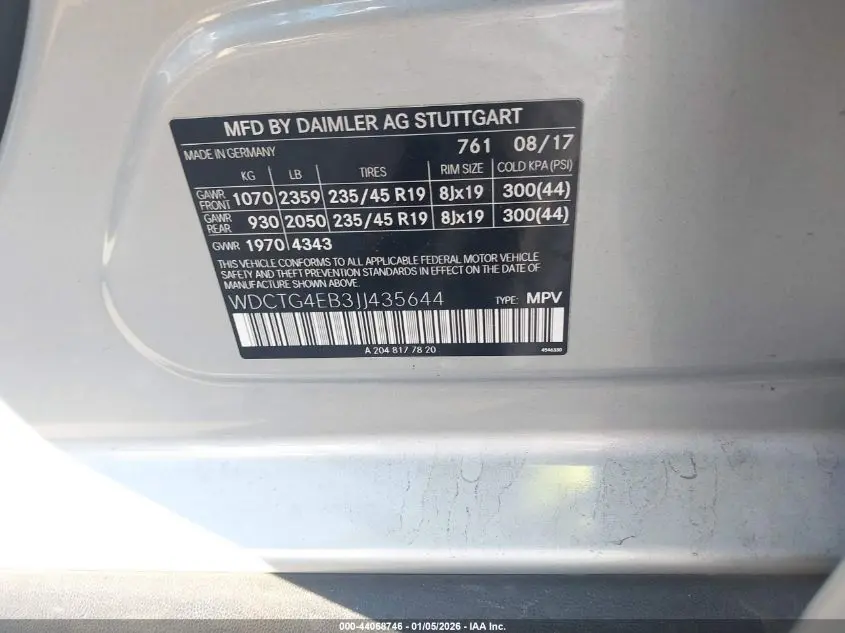 MFD BY DAIMLER AG STUTTGART
MADE IN GERMANY 761 08/17
KG LB TIRES RIM SIZE COLD KPA (PSI)
GAWR FRONT 1070 2359 235/45 R19 8Jx19 300(44)
GAWR REAR 930 2050 235/45 R19 8Jx19 300(44)
GVWR 1970 4343
THIS VEHICLE CONFORMS TO ALL APPLICABLE FEDERAL MOTOR VEHICLE
SAFETY AND THEFT PREVENTION STANDARDS IN EFFECT ON THE DATE OF
MANUFACTURE SHOWN ABOVE
WDCTG4EB3JJ435644 TYPE: MPV
A 204 817 78 20 4546330
000-44068746 - 01/05/2026 - IAA Inc.